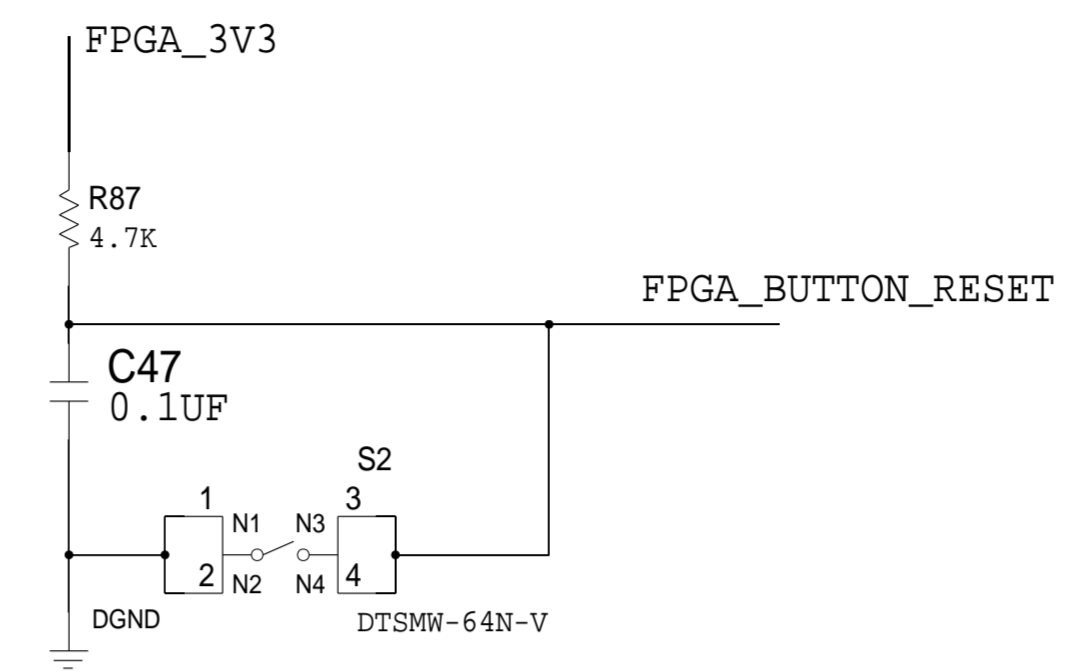 FPGA_3V3
R87
4.7K
FPGA_BUTTON_RESET
C47
0.1UF
S2
1
3
N1
N3
2
N2
N4
4
DGND
DTSMW-64N-V